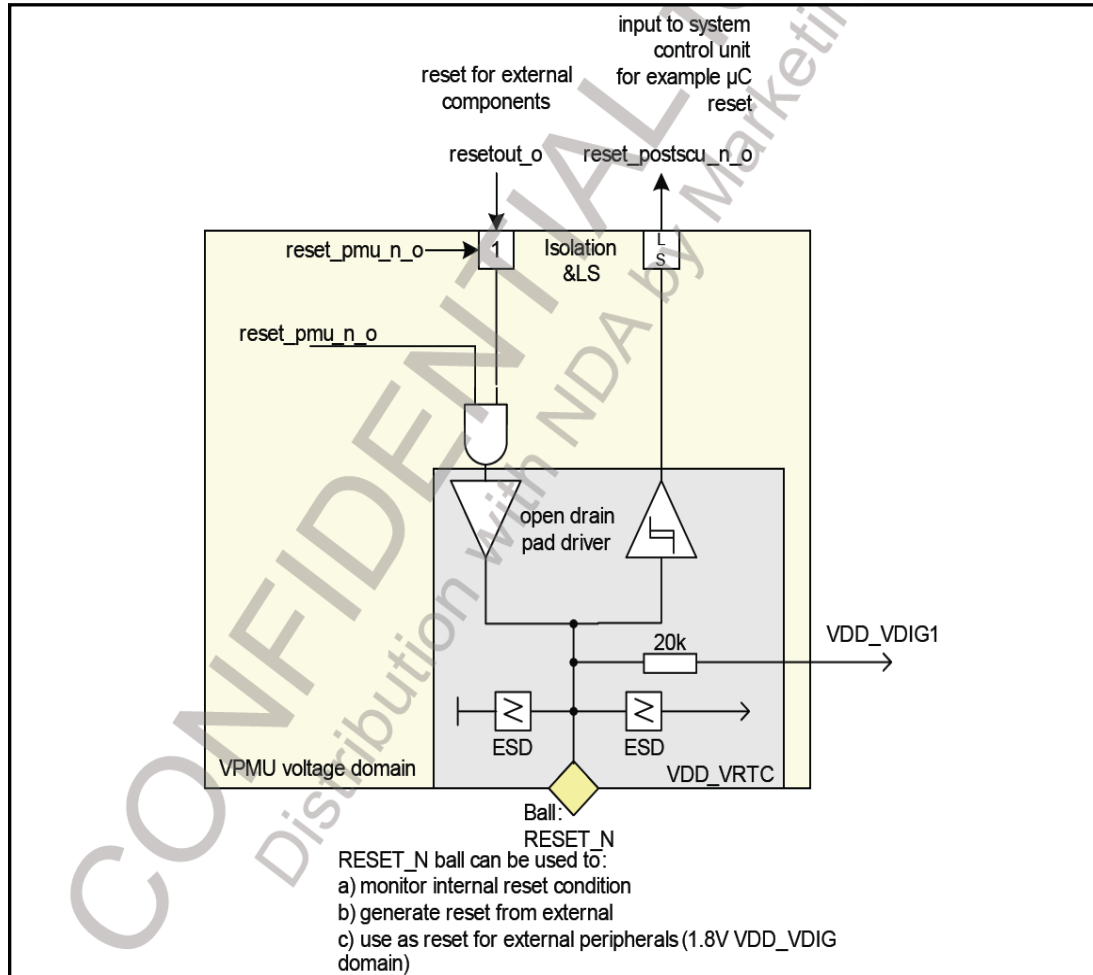 input to system
control unit
for example µC
reset
reset for external
components
resetout_o
reset_postscu_n_o
reset_pmu_n_o
1
Isolation
&LS
L
S
reset_pmu_n_o
open drain
pad driver
20k
VDD_VDIG1
ESD
ESD
VPMU voltage domain
VDD_VRTC
Ball:
RESET_N
RESET_N ball can be used to:
a) monitor internal reset condition
b) generate reset from external
c) use as reset for external peripherals (1.8V VDD_VDIG
domain)
CONFIDENTIAL
Distribution with NDA by